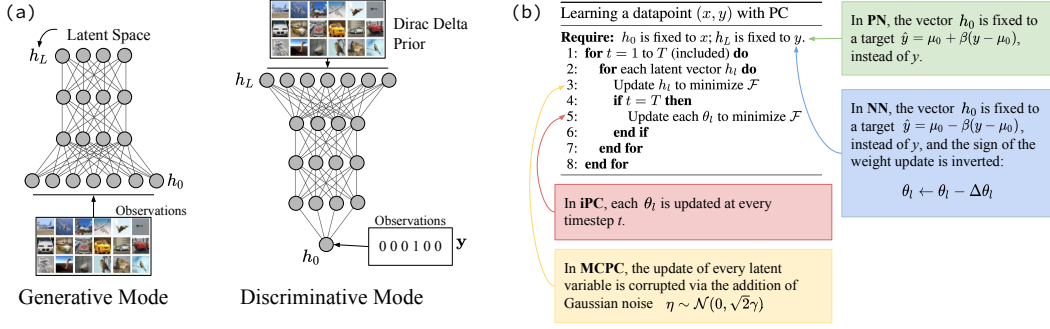 (a)
Latent Space
h_L
h_0
Observations
Generative Mode
Dirac Delta
Prior
h_L
Observations
0 0 0 1 0 0
y
h_0
Discriminative Mode
(b)
Learning a datapoint (x, y) with PC
Require: h_0 is fixed to x; h_L is fixed to y.
1: for t = 1 to T (included) do
2: for each latent vector h_l do
3: Update h_l to minimize F
4: if t = T then
5: Update each θ_l to minimize F
6: end if
7: end for
8: end for
In iPC, each θ_l is updated at every
timestep t.
In MCPC, the update of every latent
variable is corrupted via the addition of
Gaussian noise η ∼ N(0, √2γ)
In PN, the vector h_0 is fixed to
a target ŷ = μ_0 + β(y − μ_0),
instead of y.
In NN, the vector h_0 is fixed to
a target ŷ = μ_0 − β(y − μ_0),
instead of y, and the sign of the
weight update is inverted:
θ_l ← θ_l − Δθ_l